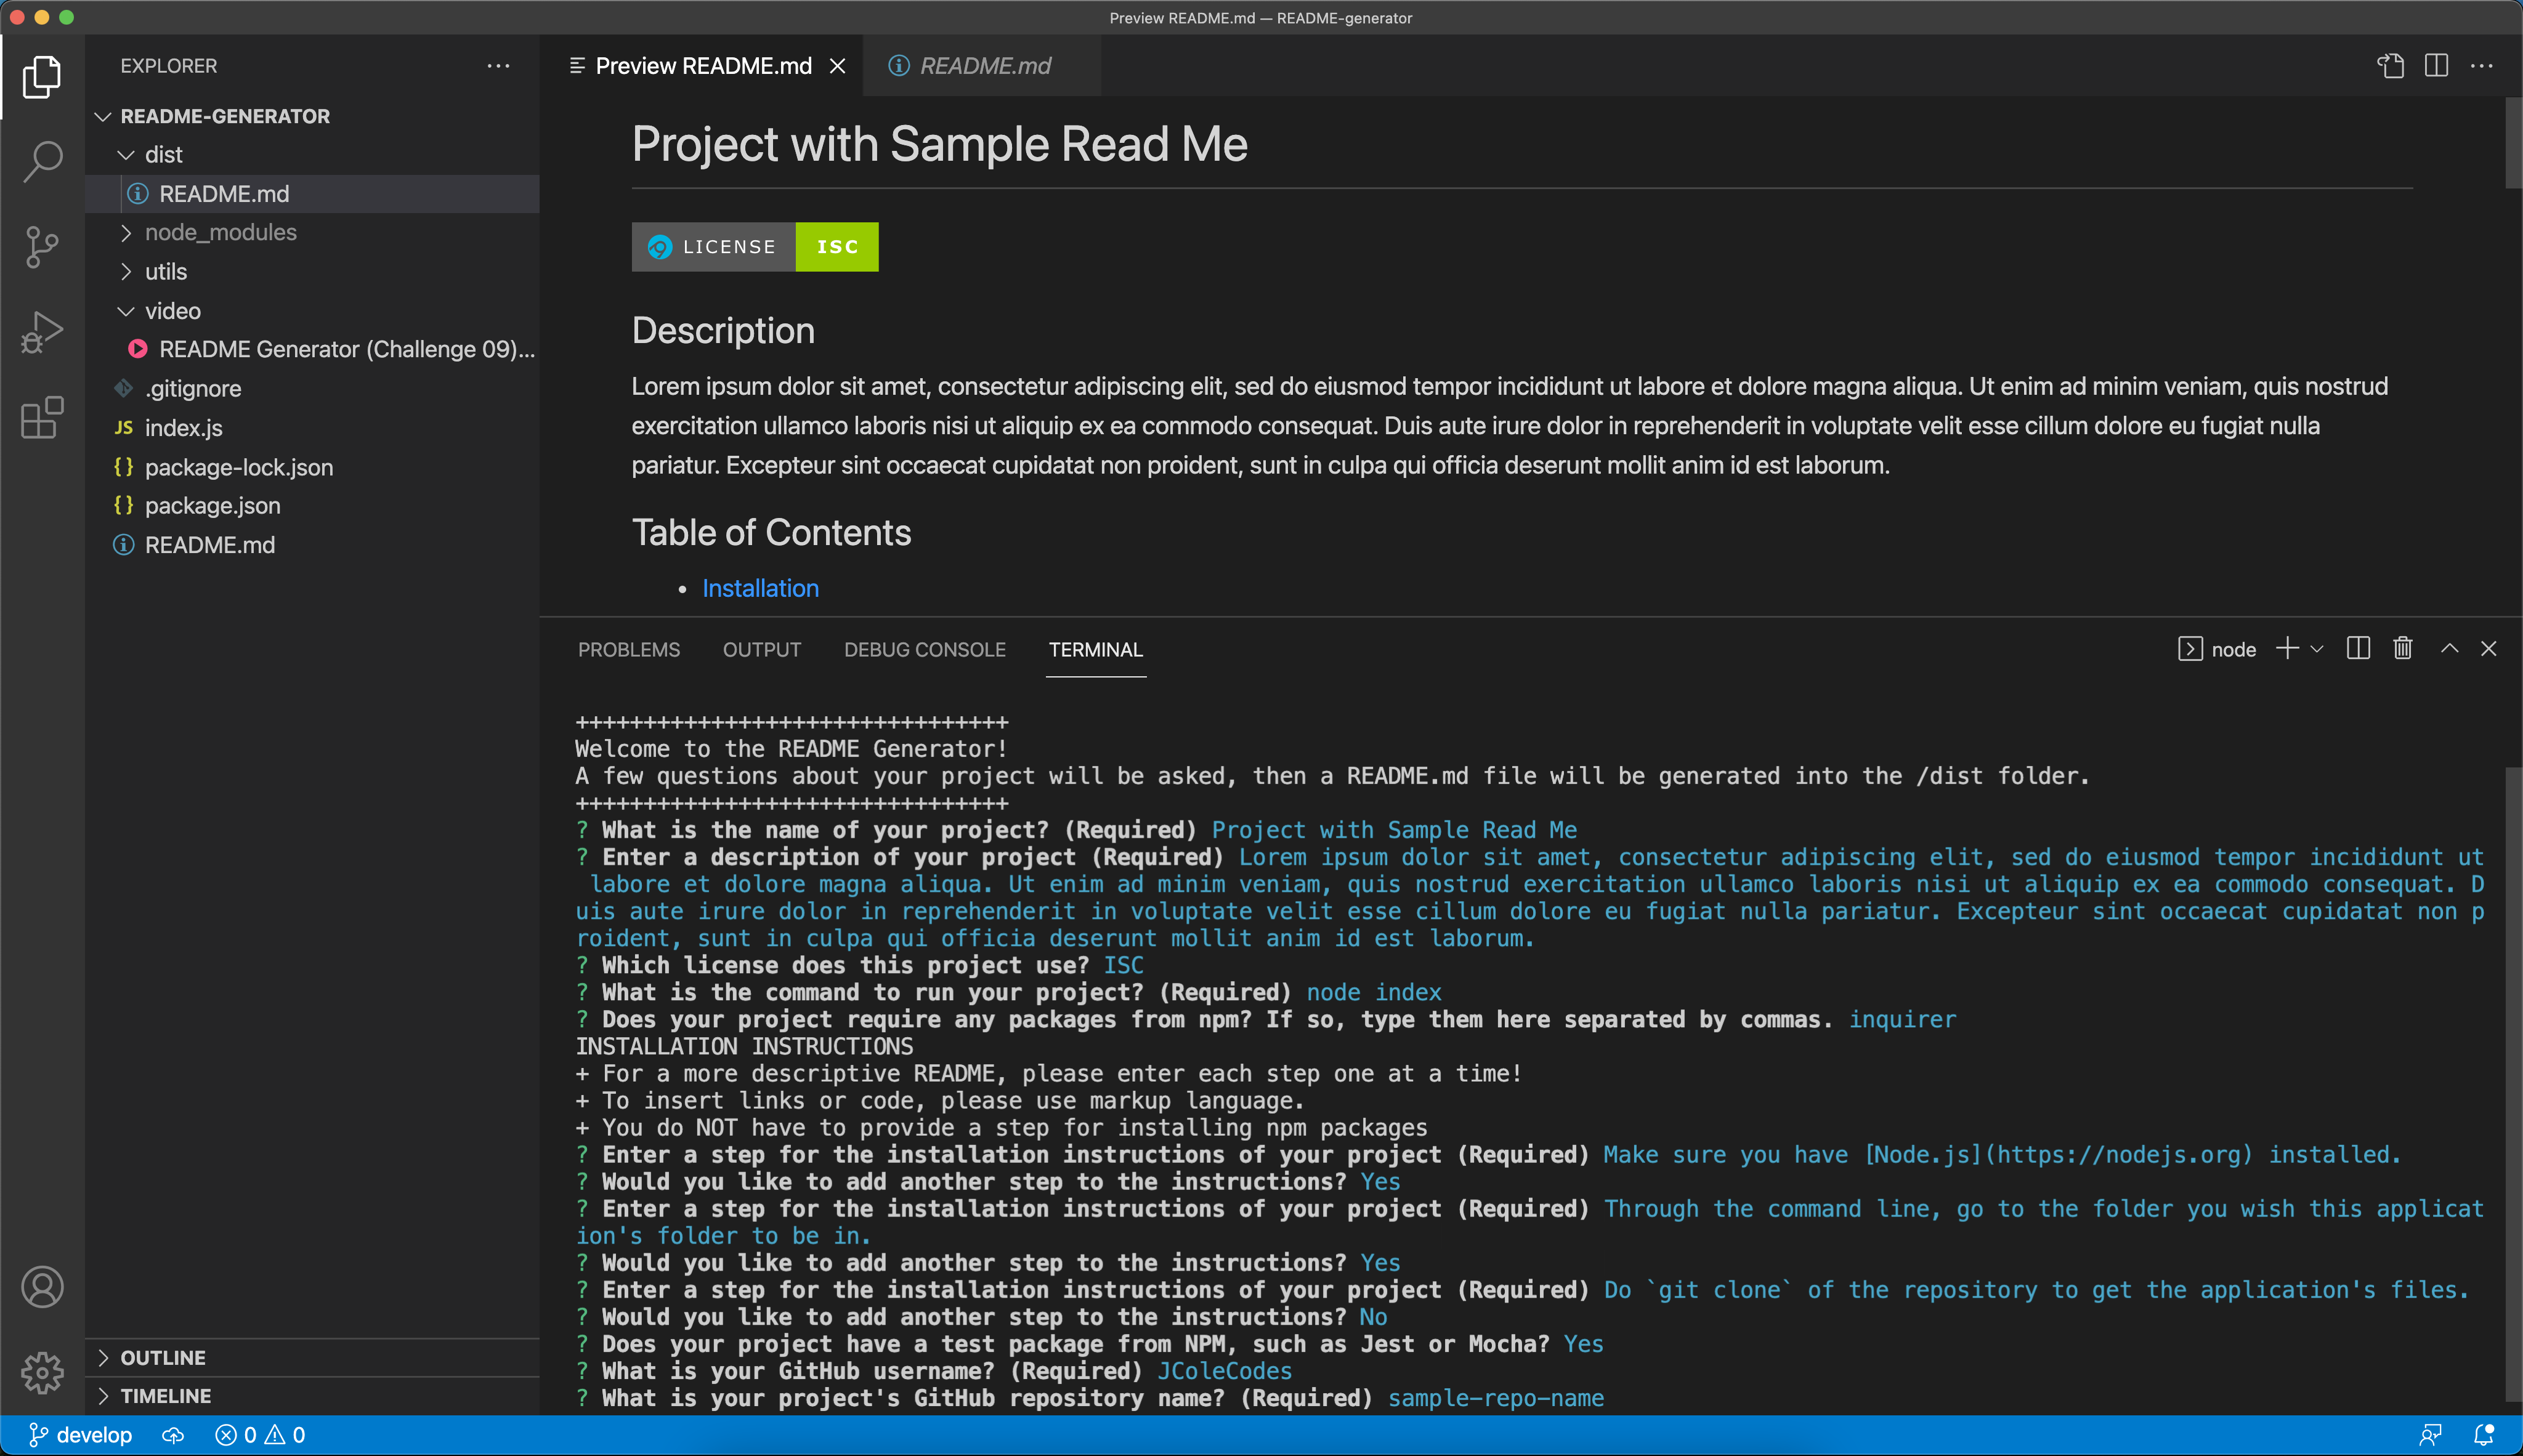 Preview README.md — README-generator
EXPLORER
README-GENERATOR
dist
README.md
node_modules
utils
video
README Generator (Challenge 09)...
.gitignore
JS index.js
{} package-lock.json
{} package.json
README.md
OUTLINE
TIMELINE
Preview README.md
README.md
Project with Sample Read Me
LICENSE ISC
Description
Lorem ipsum dolor sit amet, consectetur adipiscing elit, sed do eiusmod tempor incididunt ut labore et dolore magna aliqua. Ut enim ad minim veniam, quis nostrud
exercitation ullamco laboris nisi ut aliquip ex ea commodo consequat. Duis aute irure dolor in reprehenderit in voluptate velit esse cillum dolore eu fugiat nulla
pariatur. Excepteur sint occaecat cupidatat non proident, sunt in culpa qui officia deserunt mollit anim id est laborum.
Table of Contents
• Installation
PROBLEMS OUTPUT DEBUG CONSOLE TERMINAL
node
++++++++++++++++++++++++++++++++
Welcome to the README Generator!
A few questions about your project will be asked, then a README.md file will be generated into the /dist folder.
++++++++++++++++++++++++++++++++
? What is the name of your project? (Required) Project with Sample Read Me
? Enter a description of your project (Required) Lorem ipsum dolor sit amet, consectetur adipiscing elit, sed do eiusmod tempor incididunt ut
labore et dolore magna aliqua. Ut enim ad minim veniam, quis nostrud exercitation ullamco laboris nisi ut aliquip ex ea commodo consequat. D
uis aute irure dolor in reprehenderit in voluptate velit esse cillum dolore eu fugiat nulla pariatur. Excepteur sint occaecat cupidatat non p
roident, sunt in culpa qui officia deserunt mollit anim id est laborum.
? Which license does this project use? ISC
? What is the command to run your project? (Required) node index
? Does your project require any packages from npm? If so, type them here separated by commas. inquirer
INSTALLATION INSTRUCTIONS
+ For a more descriptive README, please enter each step one at a time!
+ To insert links or code, please use markup language.
+ You do NOT have to provide a step for installing npm packages
? Enter a step for the installation instructions of your project (Required) Make sure you have [Node.js](https://nodejs.org) installed.
? Would you like to add another step to the instructions? Yes
? Enter a step for the installation instructions of your project (Required) Through the command line, go to the folder you wish this applicat
ion's folder to be in.
? Would you like to add another step to the instructions? Yes
? Enter a step for the installation instructions of your project (Required) Do `git clone` of the repository to get the application's files.
? Would you like to add another step to the instructions? No
? Does your project have a test package from NPM, such as Jest or Mocha? Yes
? What is your GitHub username? (Required) JColeCodes
? What is your project's GitHub repository name? (Required) sample-repo-name
develop 0 0